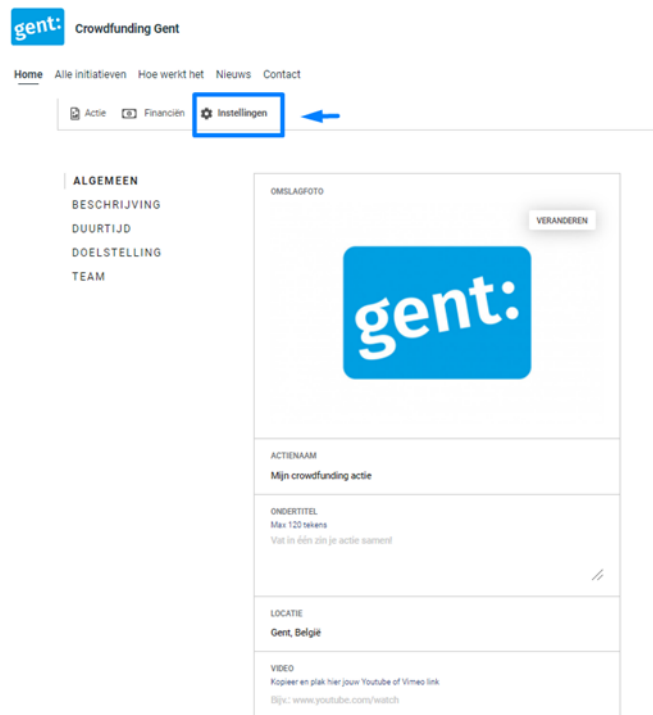 gent:
Crowdfunding Gent
Home Alle initiatieven Hoe werkt het Nieuws Contact
Actie Financiën Instellingen
ALGEMEEN
BESCHRIJVING
DUURTIJD
DOELSTELLING
TEAM
OMSLAGFOTO
VERANDEREN
gent:
ACTIENAAM
Mijn crowdfunding actie
ONDERTITEL
Max 120 tekens
Vat in één zin je actie samen!
LOCATIE
Gent, België
VIDEO
Kopieer en plak hier jouw Youtube of Vimeo link
Bijv.: www.youtube.com/watch